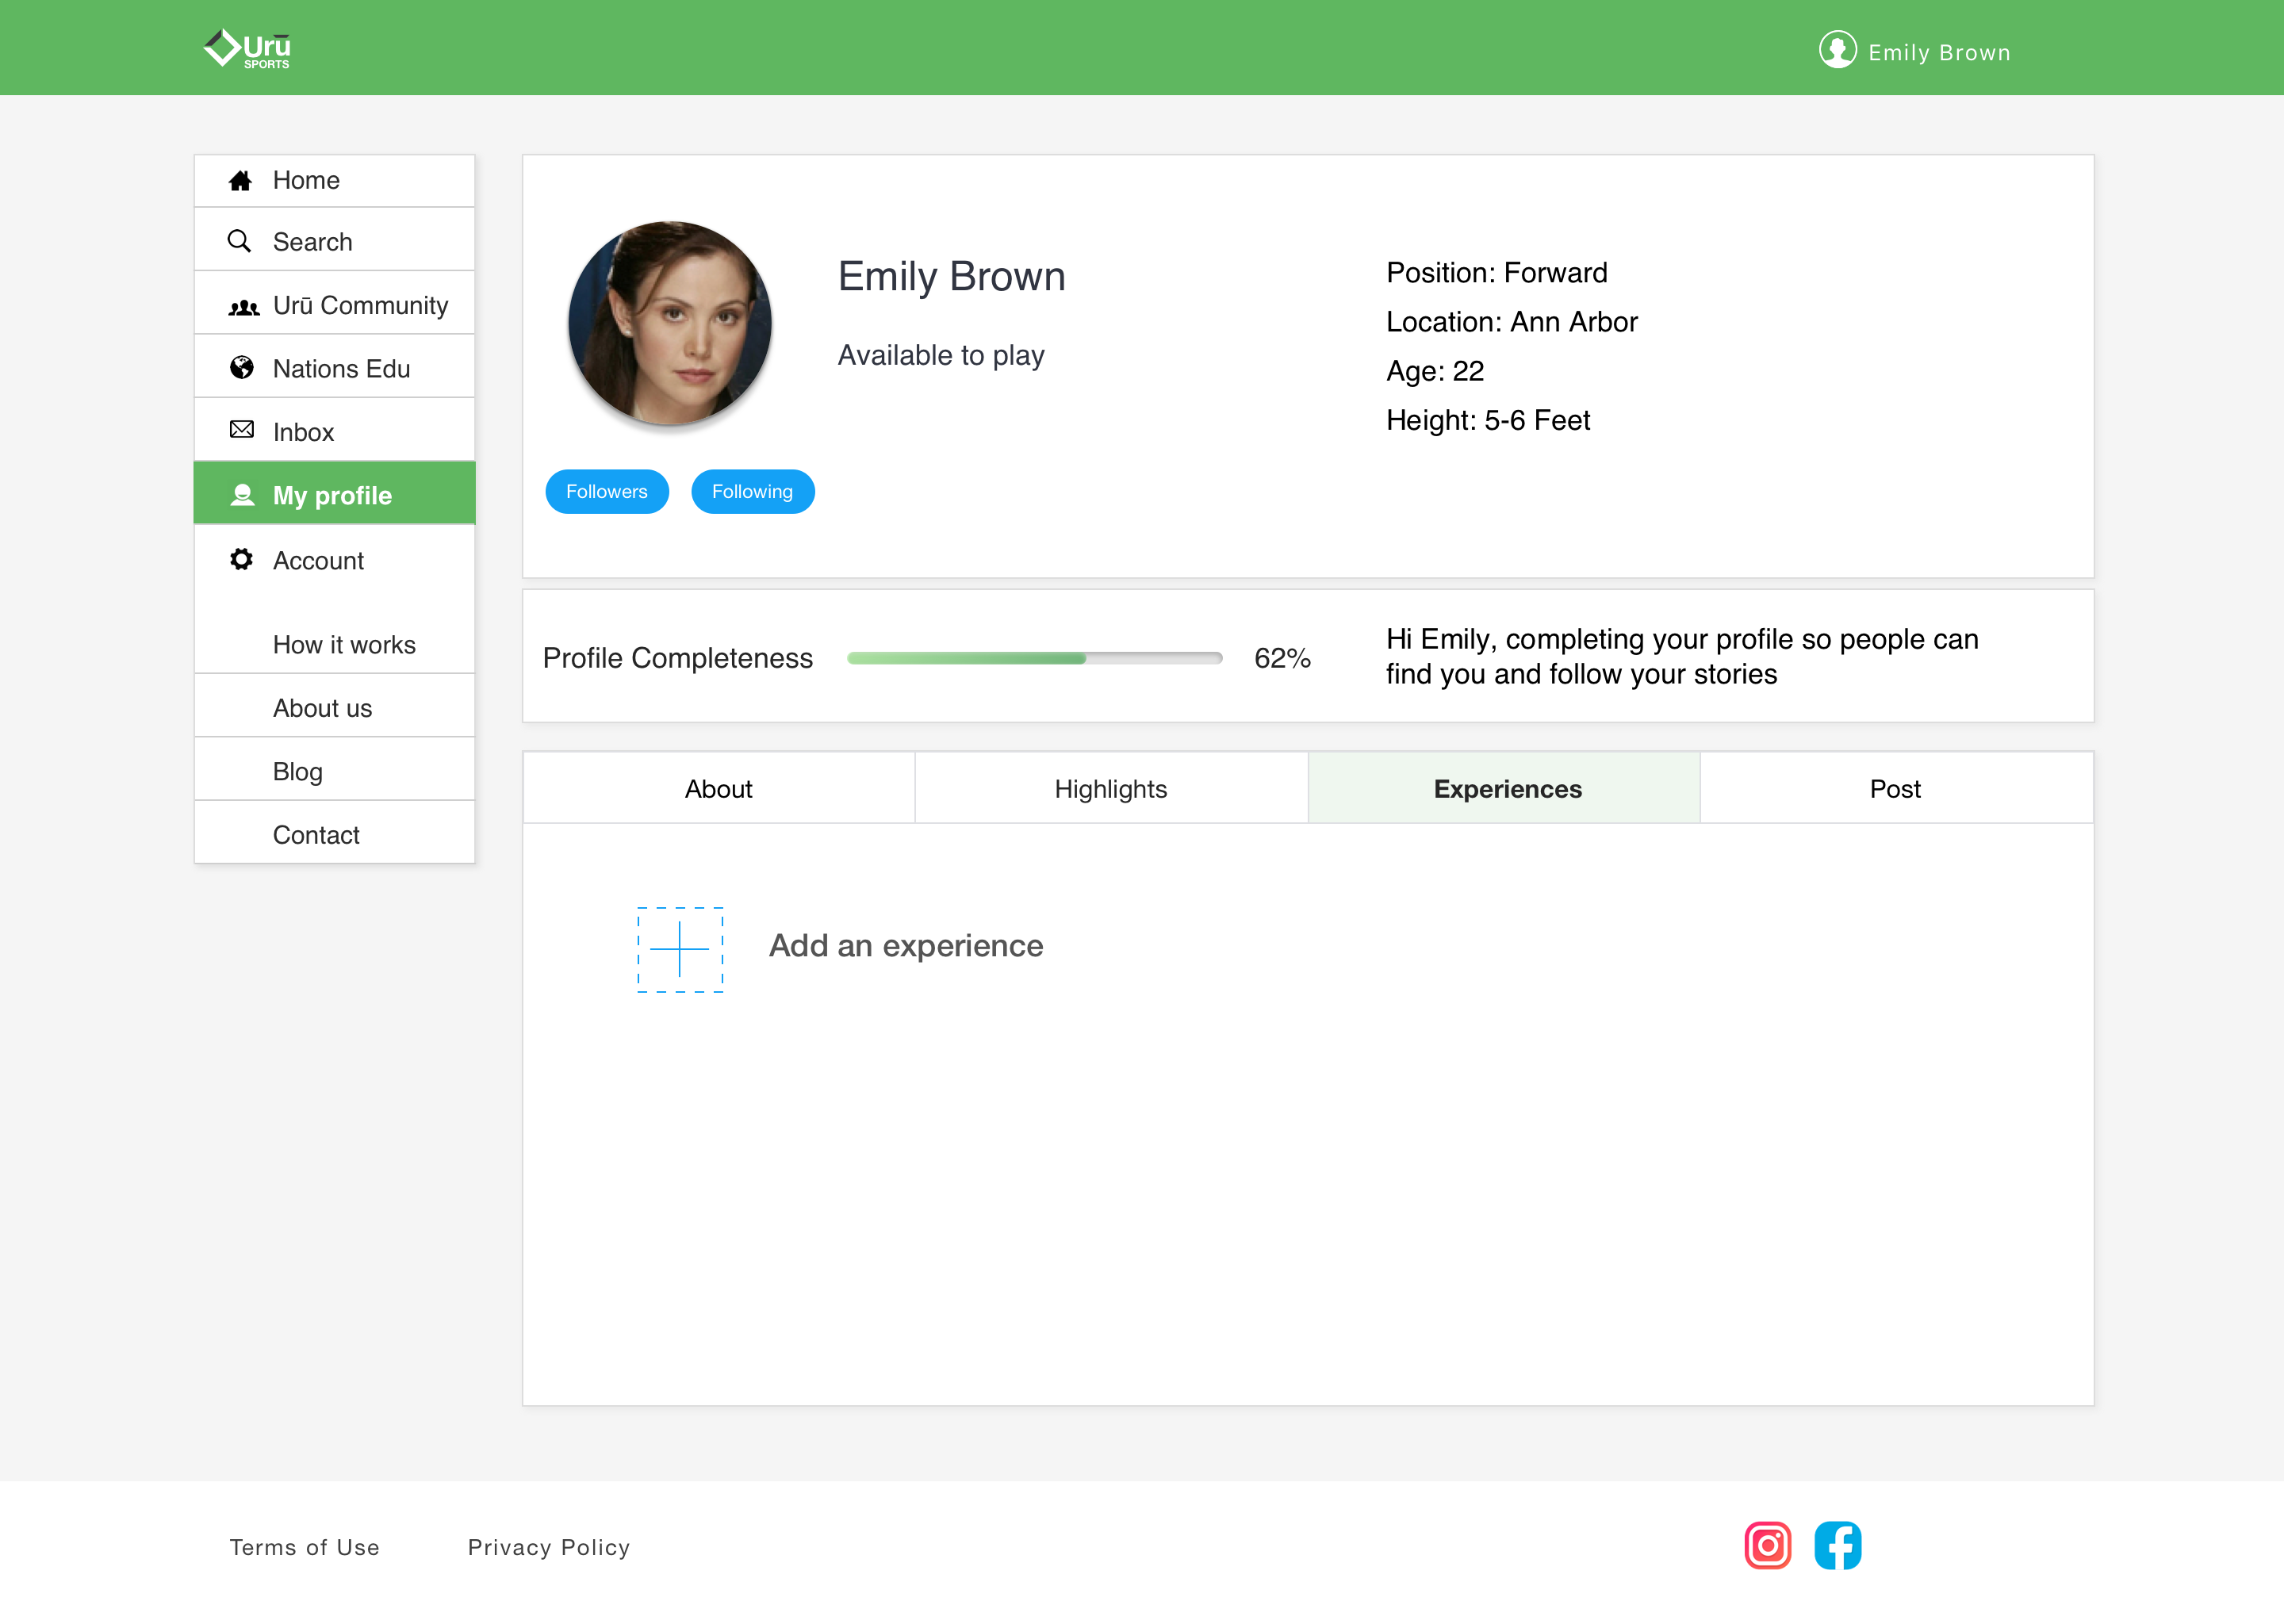 Urū
SPORTS
Emily Brown
Home
Search
Urū Community
Nations Edu
Inbox
My profile
Account
How it works
About us
Blog
Contact
Emily Brown
Available to play
Followers
Following
Position: Forward
Location: Ann Arbor
Age: 22
Height: 5-6 Feet
Profile Completeness
62%
Hi Emily, completing your profile so people can
find you and follow your stories
About
Highlights
Experiences
Post
Add an experience
Terms of Use
Privacy Policy